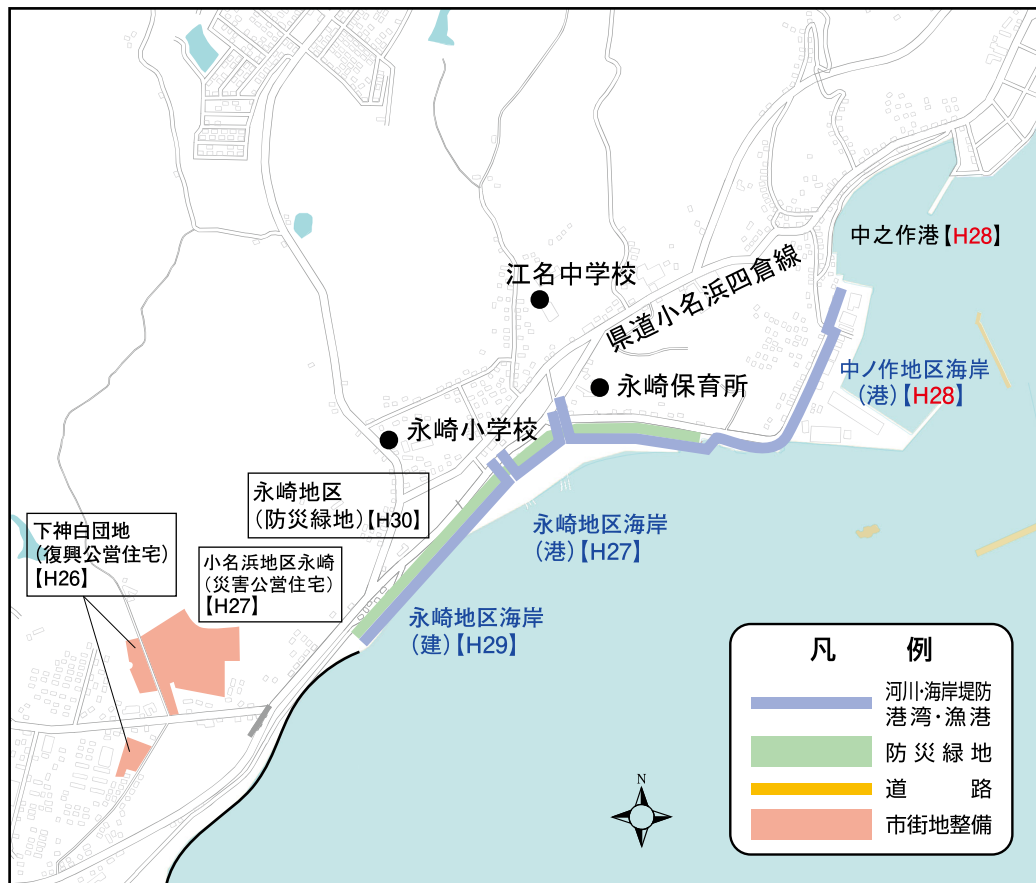 中之作港【H28】
江名中学校
県道小名浜四倉線
中ノ作地区海岸
(港)【H28】
永崎保育所
永崎小学校
永崎地区
(防災緑地)【H30】
永崎地区海岸
(港)【H27】
下神白団地
(復興公営住宅)
【H26】
小名浜地区永崎
(災害公営住宅)
【H27】
永崎地区海岸
(建)【H29】
凡例
河川・海岸堤防
港湾・漁港
防災緑地
道路
市街地整備
N